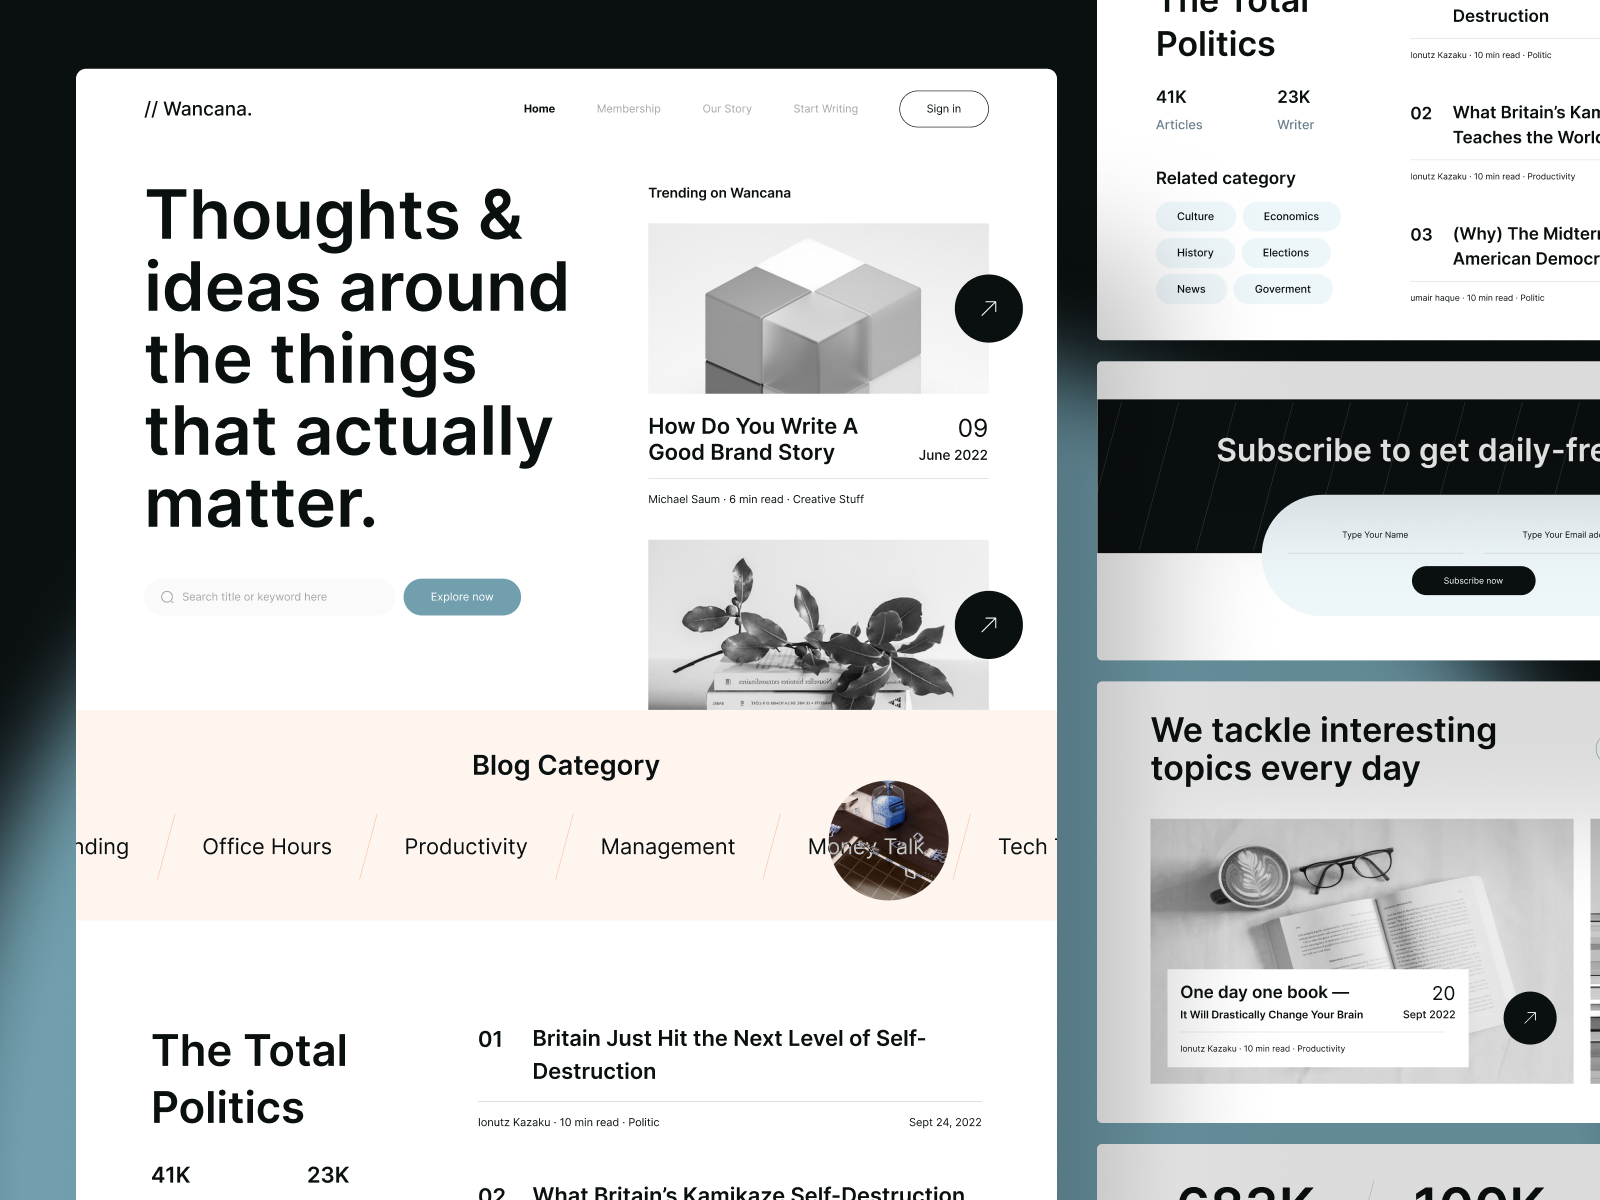 // Wancana.
Home
Membership
Our Story
Start Writing
Sign in
Thoughts &
ideas around
the things
that actually
matter.
Search title or keyword here
Explore now
Trending on Wancana
How Do You Write A
Good Brand Story
09
June 2022
Michael Saum · 6 min read · Creative Stuff
Blog Category
nding
Office Hours
Productivity
Management
Money Talk
Tech
The Total
Politics
41K
23K
01
Britain Just Hit the Next Level of Self-
Destruction
Ionutz Kazaku · 10 min read · Politic
Sept 24, 2022
02
What Britain's Kamikaze Self-Destruction
The Total
Politics
41K
Articles
23K
Writer
Related category
Culture
Economics
History
Elections
News
Goverment
Destruction
Ionutz Kazaku · 10 min read · Politic
02
What Britain's Kam
Teaches the World
Ionutz Kazaku · 10 min read · Productivity
03
(Why) The Midterr
American Democr
umair haque · 10 min read · Politic
Subscribe to get daily-fre
Type Your Name
Type Your Email add
Subscribe now
We tackle interesting
topics every day
One day one book —
It Will Drastically Change Your Brain
20
Sept 2022
Ionutz Kazaku · 10 min read · Productivity
683K
100K